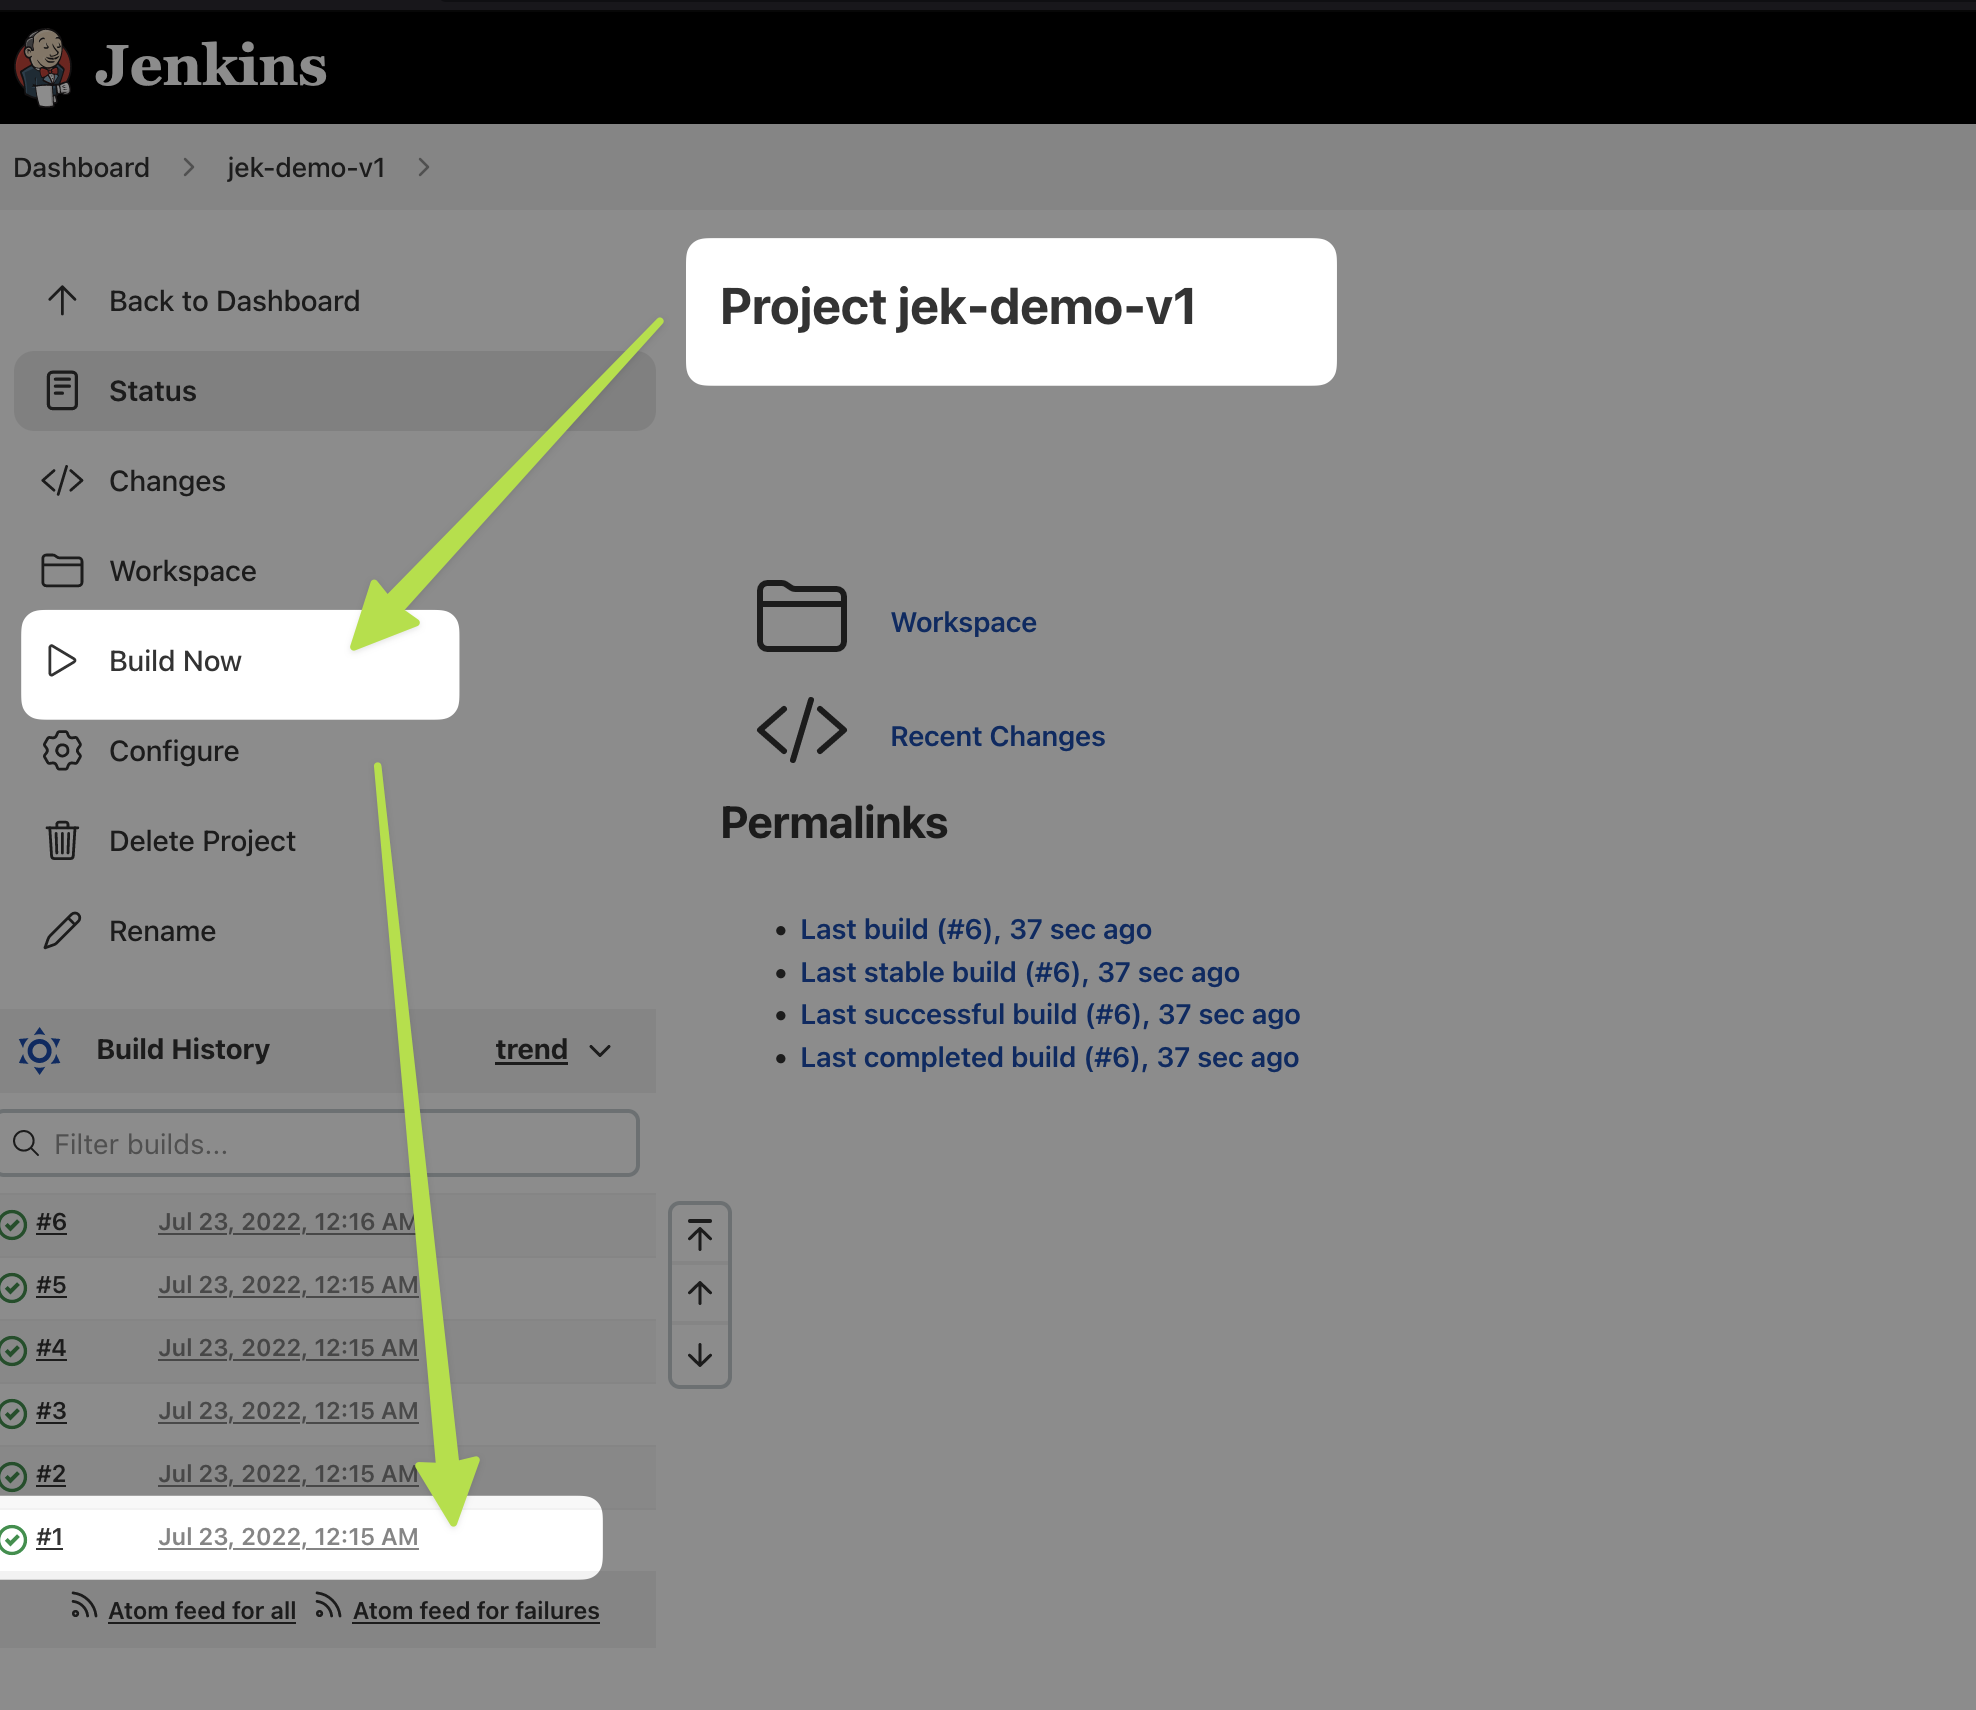 Jenkins
Dashboard jek-demo-v1
Back to Dashboard
Status
Changes
Workspace
Build Now
Configure
Delete Project
Rename
Build History trend
Filter builds...
#6 Jul 23, 2022, 12:16 AM
#5 Jul 23, 2022, 12:15 AM
#4 Jul 23, 2022, 12:15 AM
#3 Jul 23, 2022, 12:15 AM
#2 Jul 23, 2022, 12:15 AM
#1 Jul 23, 2022, 12:15 AM
Atom feed for all Atom feed for failures
Project jek-demo-v1
Workspace
Recent Changes
Permalinks
Last build (#6), 37 sec ago
Last stable build (#6), 37 sec ago
Last successful build (#6), 37 sec ago
Last completed build (#6), 37 sec ago